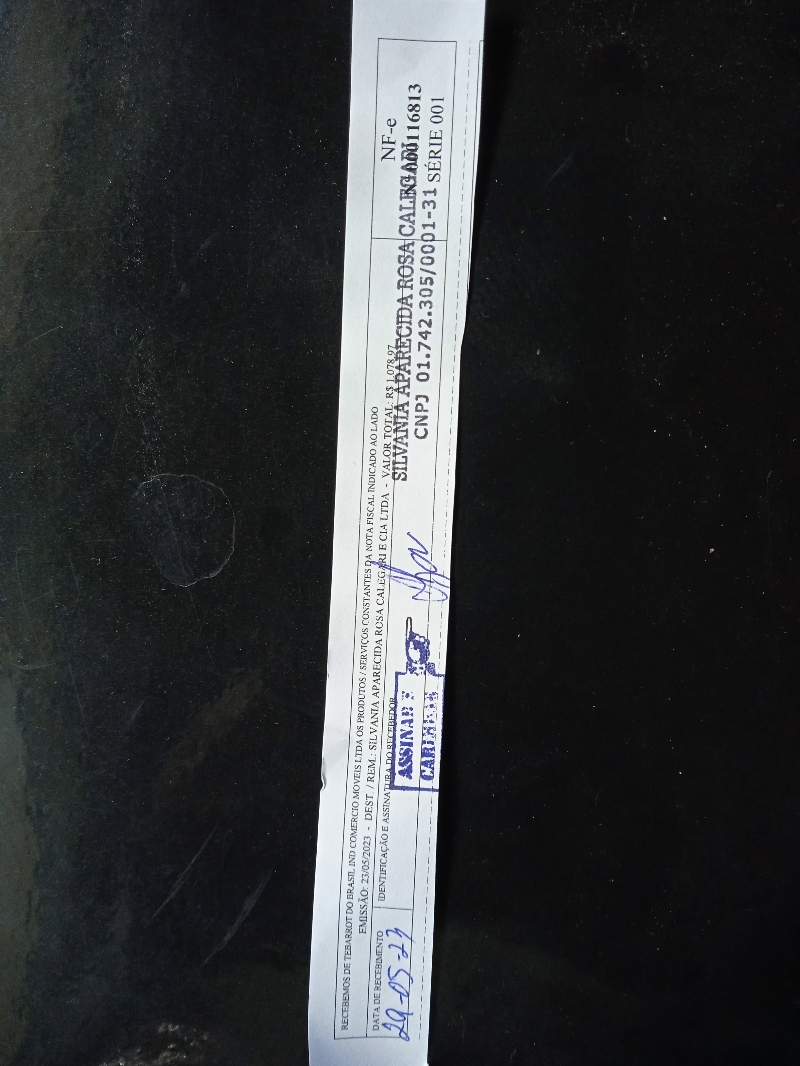 RECEBEMOS DE TEBARROT DO BRASIL IND COMERCIO MOVEIS LTDA OS PRODUTOS / SERVIÇOS CONSTANTES DA NOTA FISCAL INDICADO AO LADO
EMISSÃO: 23/05/2023 - DEST. / REM.: SILVANIA APARECIDA ROSA CALEGARI E CIA LTDA - VALOR TOTAL: R$ 1.078,97
DATA DE RECEBIMENTO
29-05-23
IDENTIFICAÇÃO E ASSINATURA DO RECEBEDOR
ASSINAR E
CARIMBAR
SILVANIA APARECIDA ROSA CALEGARI
CNPJ 01.742.305/0001-31
NF-e
Nº 000116813
SÉRIE 001